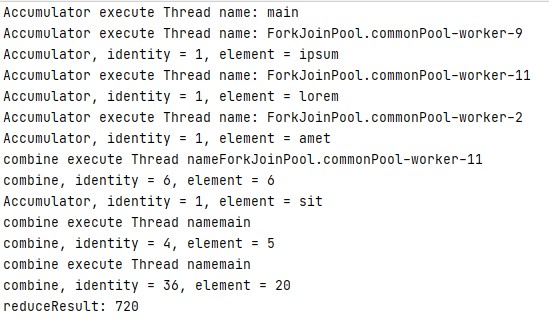 Accumulator execute Thread name: main
Accumulator execute Thread name: ForkJoinPool.commonPool-worker-9
Accumulator, identity = 1, element = ipsum
Accumulator execute Thread name: ForkJoinPool.commonPool-worker-11
Accumulator, identity = 1, element = lorem
Accumulator execute Thread name: ForkJoinPool.commonPool-worker-2
Accumulator, identity = 1, element = amet
combine execute Thread nameForkJoinPool.commonPool-worker-11
combine, identity = 6, element = 6
Accumulator, identity = 1, element = sit
combine execute Thread namemain
combine, identity = 4, element = 5
combine execute Thread namemain
combine, identity = 36, element = 20
reduceResult: 720